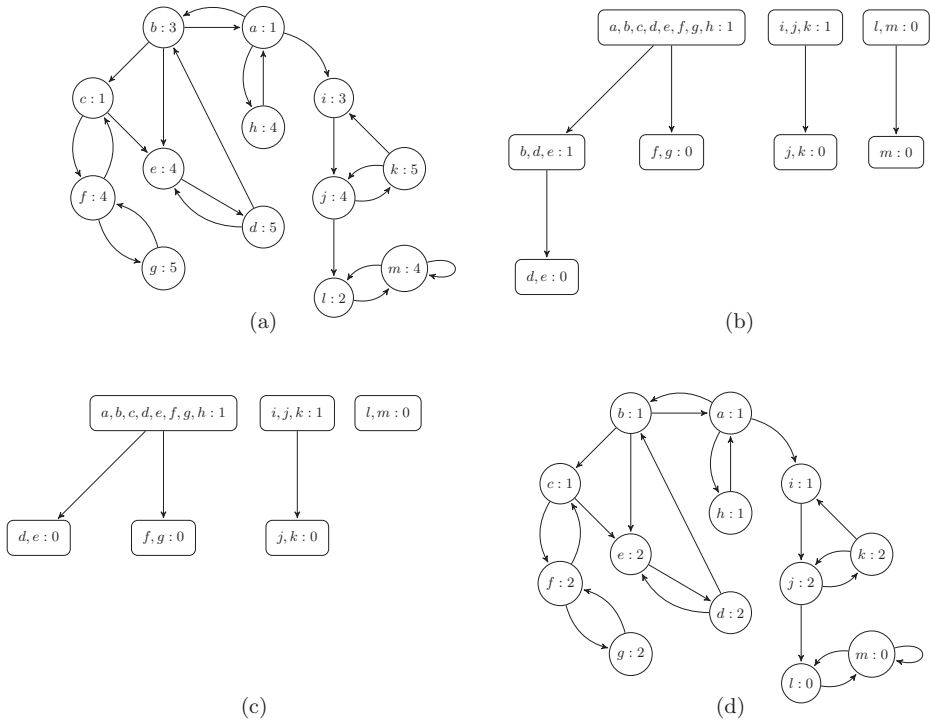 b : 3
a : 1
c : 1
i : 3
h : 4
e : 4
k : 5
f : 4
j : 4
d : 5
g : 5
m : 4
l : 2
(a)
a, b, c, d, e, f, g, h : 1
i, j, k : 1
l, m : 0
b, d, e : 1
f, g : 0
j, k : 0
m : 0
d, e : 0
(b)
a, b, c, d, e, f, g, h : 1
i, j, k : 1
l, m : 0
d, e : 0
f, g : 0
j, k : 0
(c)
b : 1
a : 1
c : 1
i : 1
h : 1
e : 2
k : 2
f : 2
j : 2
d : 2
g : 2
m : 0
l : 0
(d)